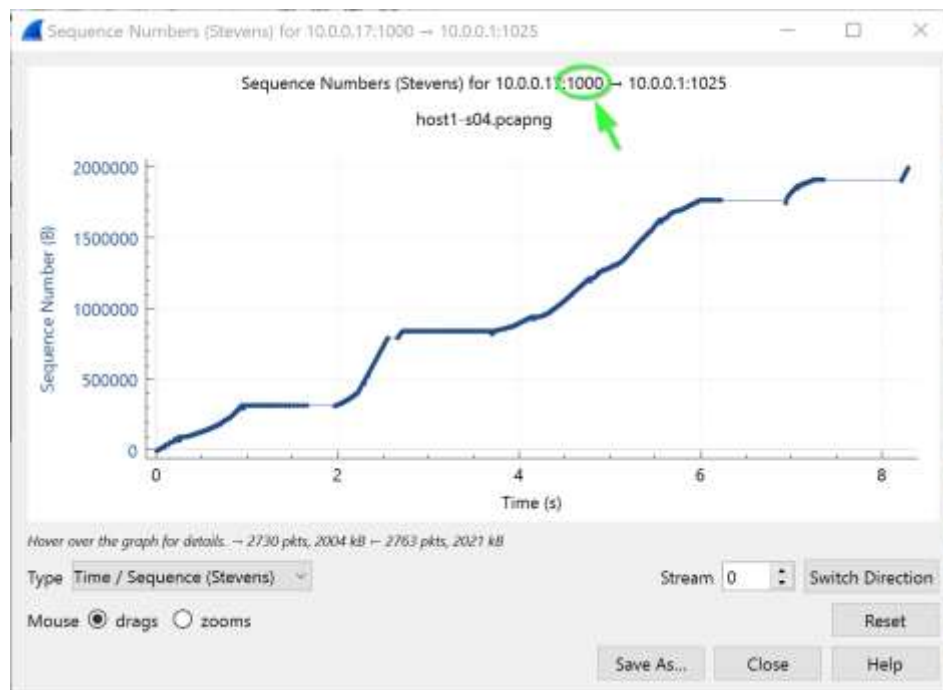 Sequence Numbers (Stevens) for 10.0.0.17:1000 → 10.0.0.1:1025
Sequence Numbers (Stevens) for 10.0.0.17:1000 → 10.0.0.1:1025
host1-s04.pcapng
Sequence Number (B)
2000000
1500000
1000000
500000
0
0 2 4 6 8
Time (s)
Hover over the graph for details. → 2730 pkts, 2004 kB ← 2763 pkts, 2021 kB
Type Time / Sequence (Stevens) Stream 0 Switch Direction
Mouse drags zooms Reset
Save As... Close Help